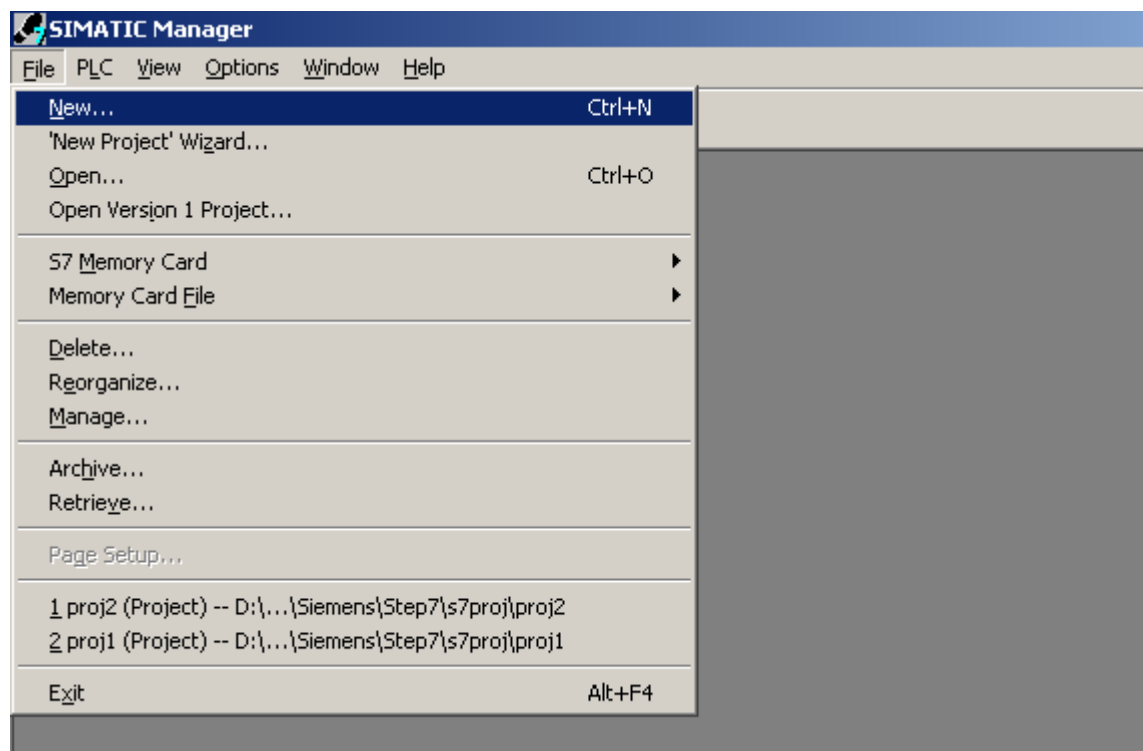 SIMATIC Manager
File PLC View Options Window Help
New... Ctrl+N
'New Project' Wizard...
Open... Ctrl+O
Open Version 1 Project...
S7 Memory Card
Memory Card File
Delete...
Reorganize...
Manage...
Archive...
Retrieve...
Page Setup...
1 proj2 (Project) -- D:\...\Siemens\Step7\s7proj\proj2
2 proj1 (Project) -- D:\...\Siemens\Step7\s7proj\proj1
Exit Alt+F4